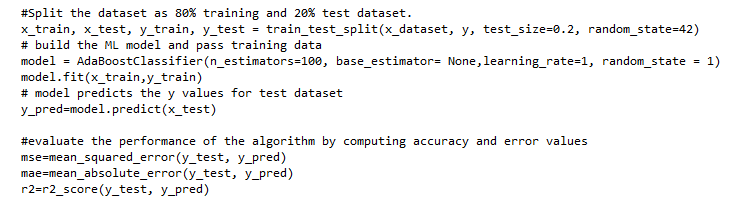 #Split the dataset as 80% training and 20% test dataset.
x_train, x_test, y_train, y_test = train_test_split(x_dataset, y, test_size=0.2, random_state=42)
# build the ML model and pass training data
model = AdaBoostClassifier(n_estimators=100, base_estimator= None,learning_rate=1, random_state = 1)
model.fit(x_train,y_train)
# model predicts the y values for test dataset
y_pred=model.predict(x_test)
#evaluate the performance of the algorithm by computing accuracy and error values
mse=mean_squared_error(y_test, y_pred)
mae=mean_absolute_error(y_test, y_pred)
r2=r2_score(y_test, y_pred)